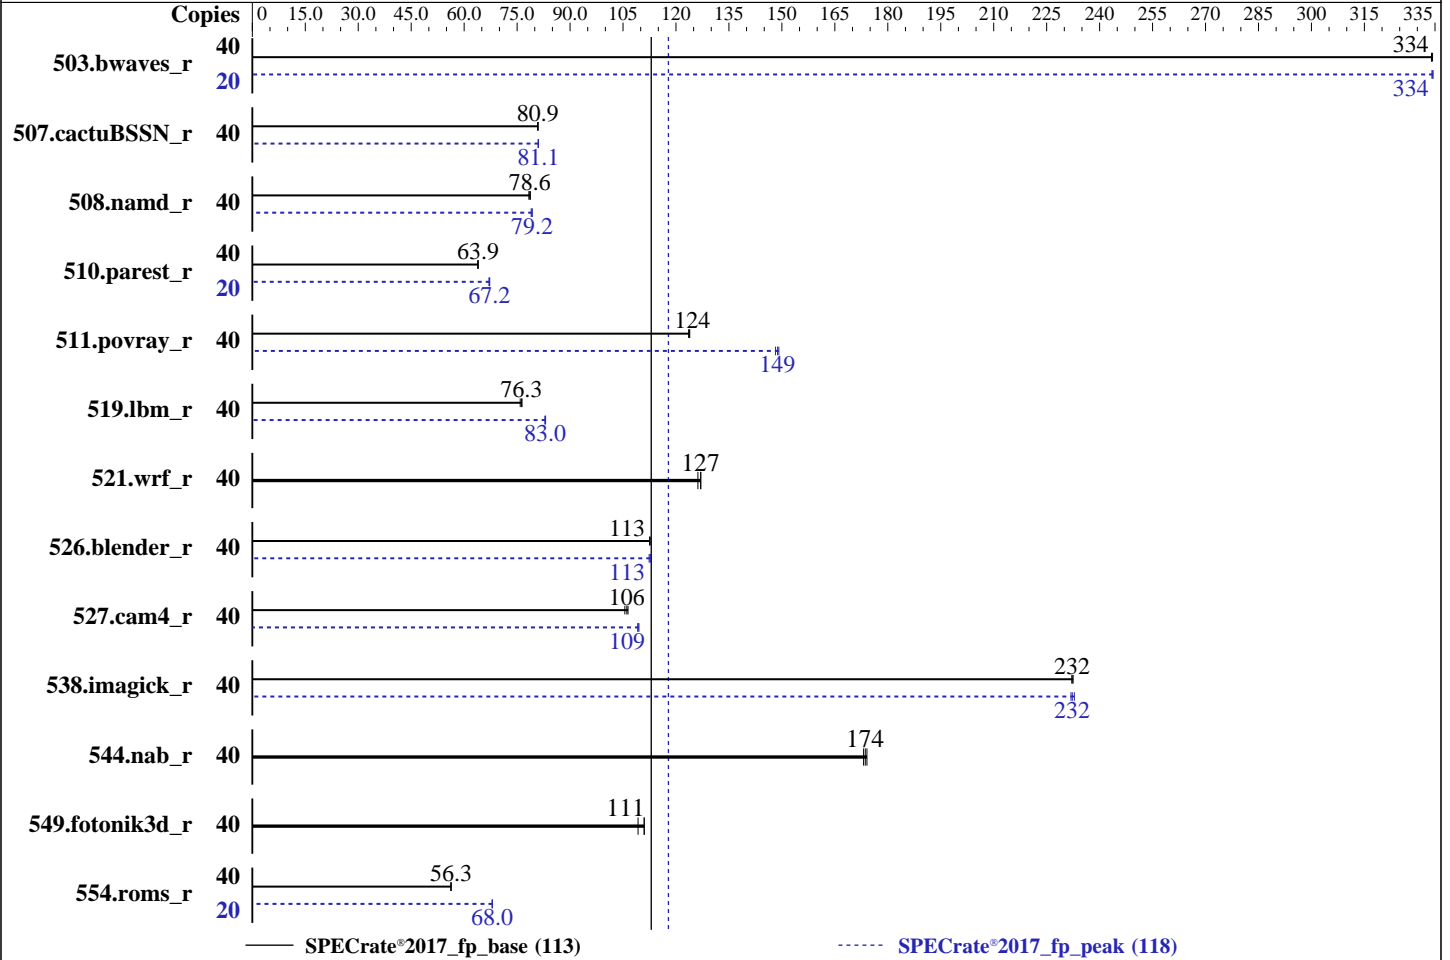 Copies 0 15.0 30.0 45.0 60.0 75.0 90.0 105 120 135 150 165 180 195 210 225 240 255 270 285 300 315 335
503.bwaves_r 40 334
20 334
507.cactuBSSN_r 40 80.9
81.1
508.namd_r 40 78.6
79.2
510.parest_r 40 63.9
20 67.2
511.povray_r 40 124
149
519.lbm_r 40 76.3
83.0
521.wrf_r 40 127
526.blender_r 40 113
113
527.cam4_r 40 106
109
538.imagick_r 40 232
232
544.nab_r 40 174
549.fotonik3d_r 40 111
554.roms_r 40 56.3
20 68.0
SPECrate®2017_fp_base (113) SPECrate®2017_fp_peak (118)